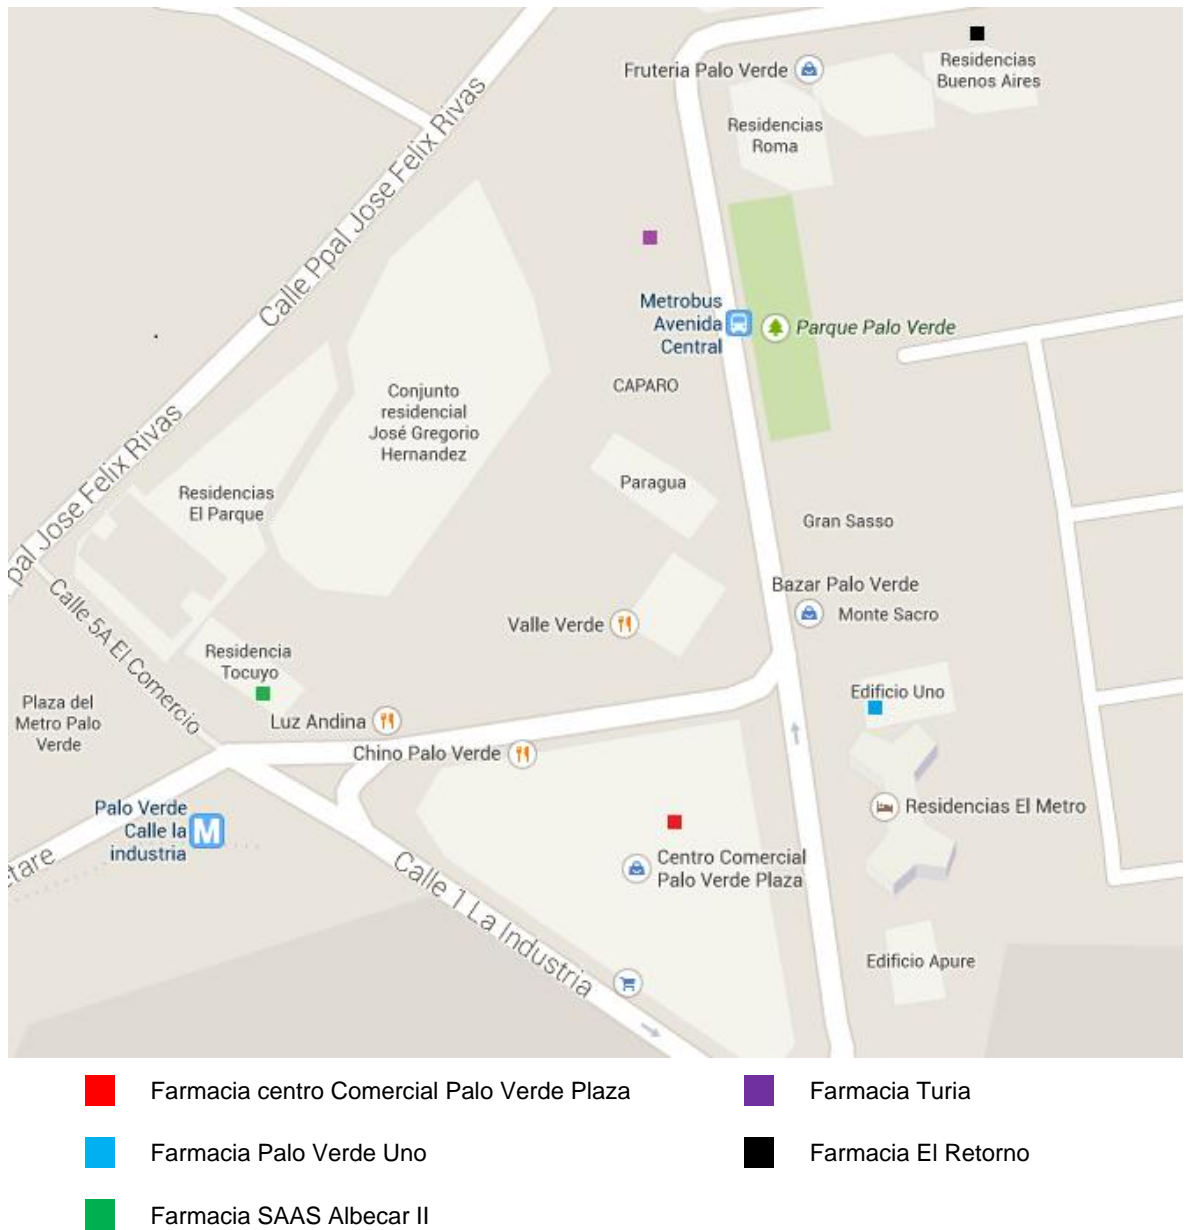 Fruteria Palo Verde
Residencias
Buenos Aires
Residencias
Roma
Calle Ppal Jose Felix Rivas
Metrobus
Avenida
Central
Parque Palo Verde
CAPARO
Conjunto
residencial
José Gregorio
Hernandez
Paragua
Residencias
El Parque
pal Jose Felix Rivas
Gran Sasso
Bazar Palo Verde
Monte Sacro
Valle Verde
Calle 5A El Comercio
Residencia
Tocuyo
Edificio Uno
Plaza del
Metro Palo
Verde
Luz Andina
Chino Palo Verde
Palo Verde
Calle la
industria
M
Residencias El Metro
etare
Calle 1 La Industria
Centro Comercial
Palo Verde Plaza
Edificio Apure
Farmacia centro Comercial Palo Verde Plaza
Farmacia Turia
Farmacia Palo Verde Uno
Farmacia El Retorno
Farmacia SAAS Albecar II